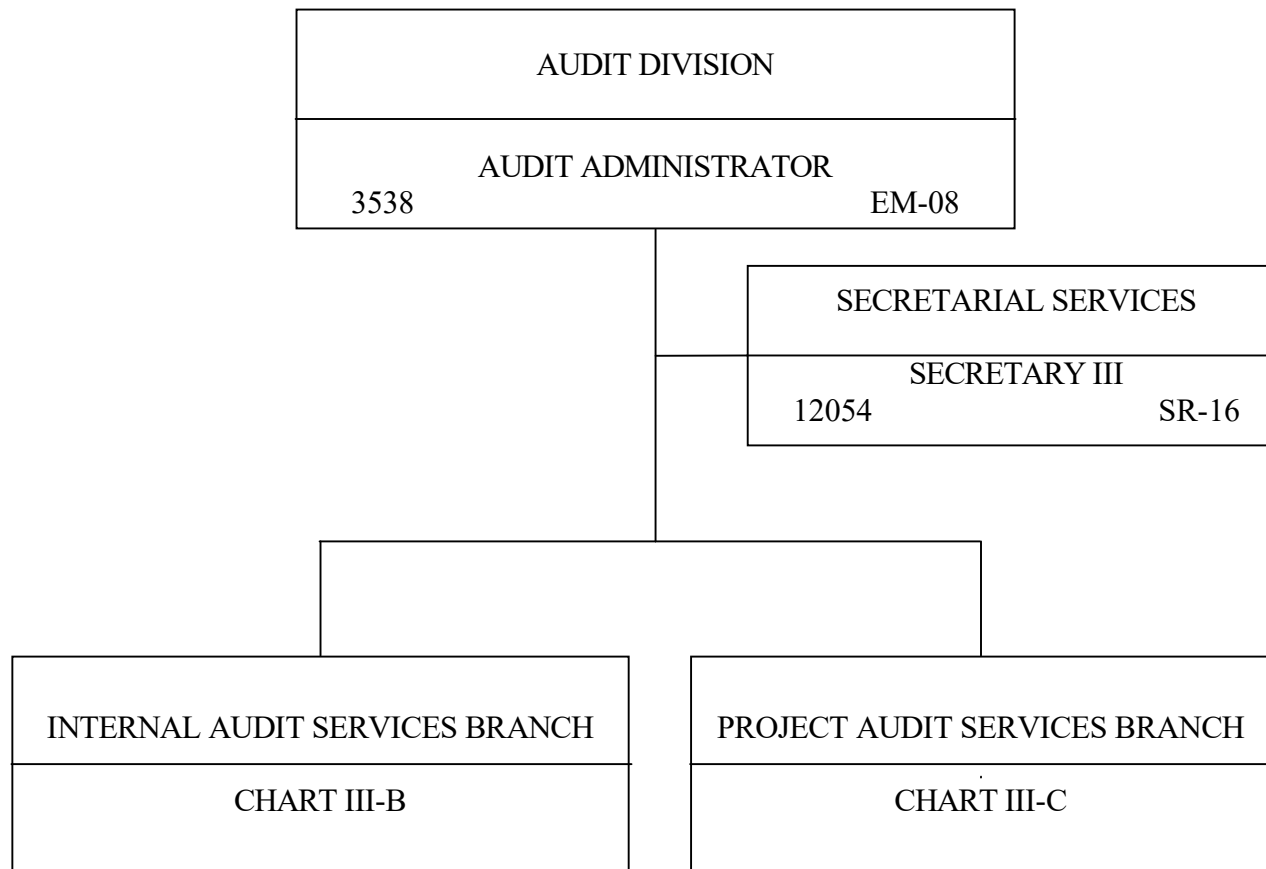 AUDIT DIVISION
AUDIT ADMINISTRATOR
3538 EM-08
SECRETARIAL SERVICES
SECRETARY III
12054 SR-16
INTERNAL AUDIT SERVICES BRANCH
CHART III-B
PROJECT AUDIT SERVICES BRANCH
CHART III-C